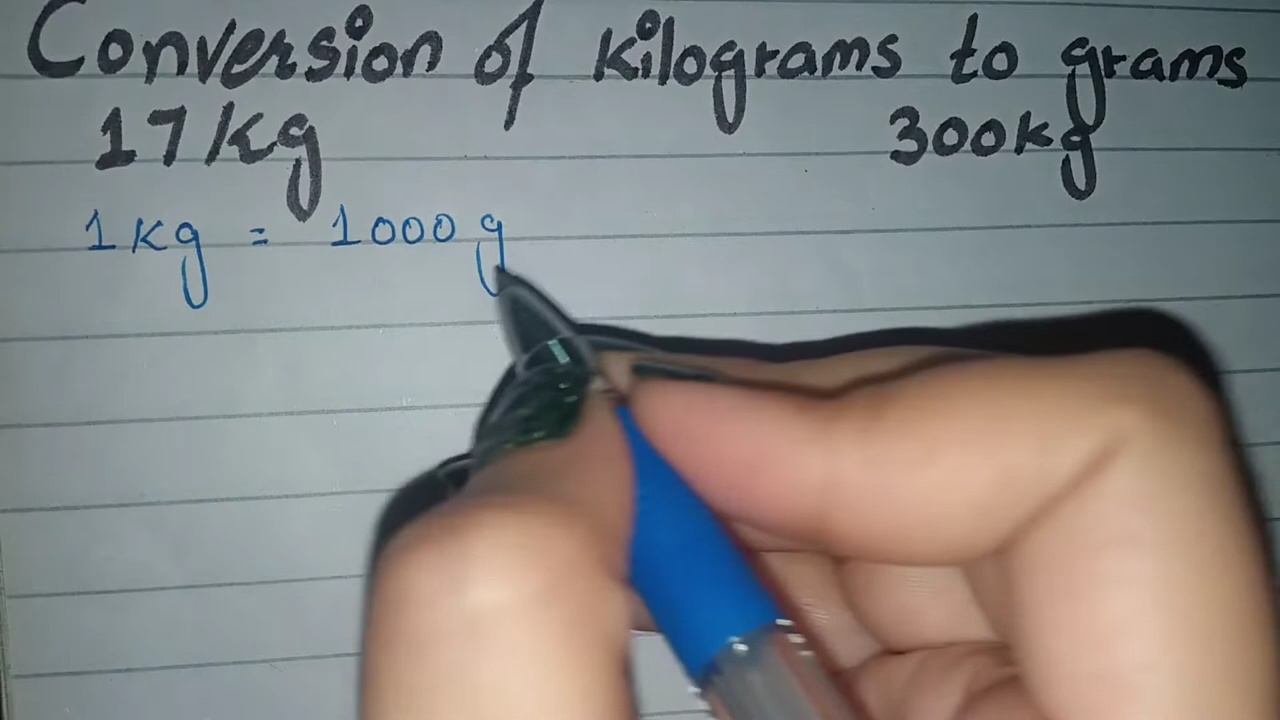 Conversion of kilograms to grams
17kg 300kg
1kg = 1000g